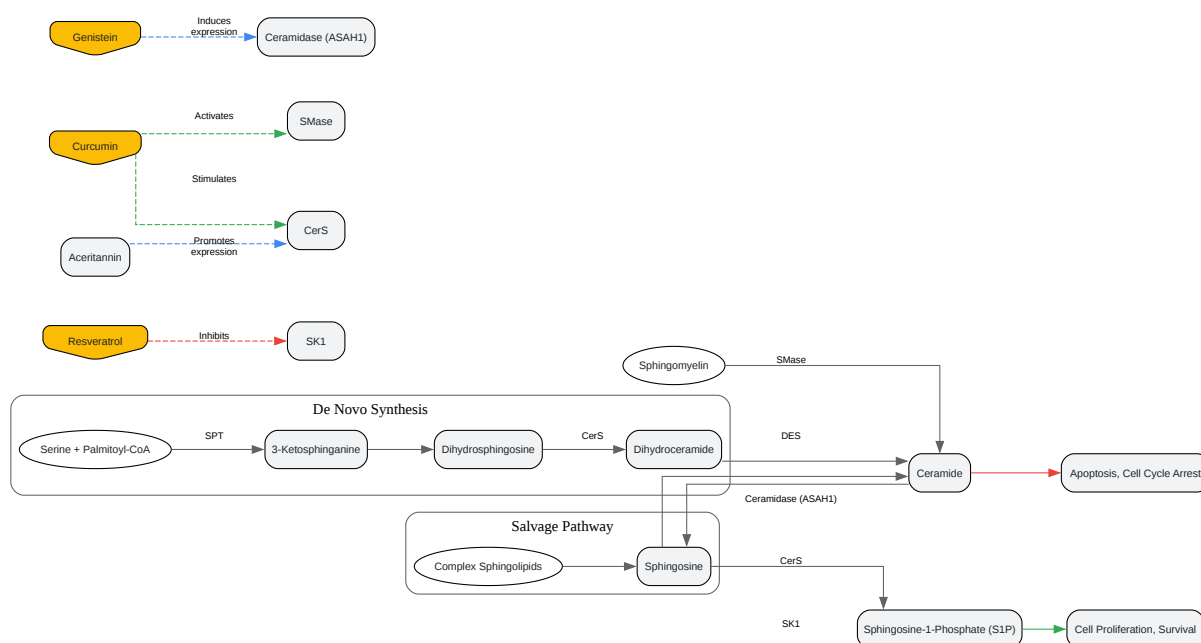 Genistein
Induces
expression
Ceramidase (ASAH1)
Curcumin
Activates
SMase
Stimulates
CerS
Aceritannin
Promotes
expression
Resveratrol
Inhibits
SK1
Sphingomyelin
SMase
De Novo Synthesis
Serine + Palmitoyl-CoA
SPT
3-Ketosphinganine
Dihydrosphingosine
CerS
Dihydroceramide
DES
Ceramide
Apoptosis, Cell Cycle Arrest
Ceramidase (ASAH1)
Salvage Pathway
Complex Sphingolipids
Sphingosine
CerS
SK1
Sphingosine-1-Phosphate (S1P)
Cell Proliferation, Survival